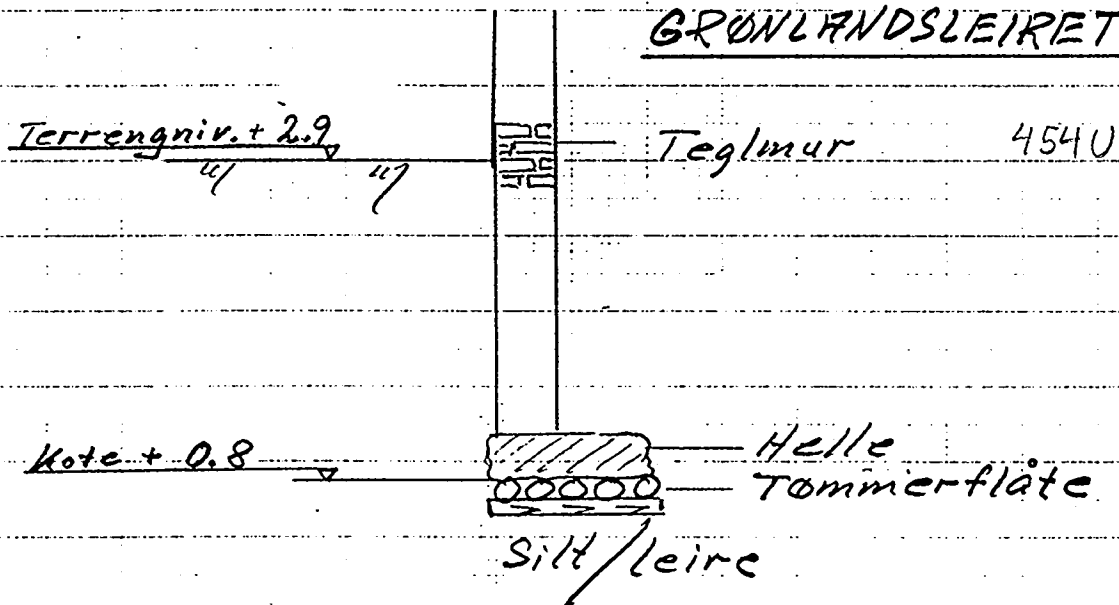 GRØNLANDSLEIRET
Terrengniv. + 2.9
Teglmur
454U
Kote + 0.8
Helle
Tømmerflåte
Silt/leire